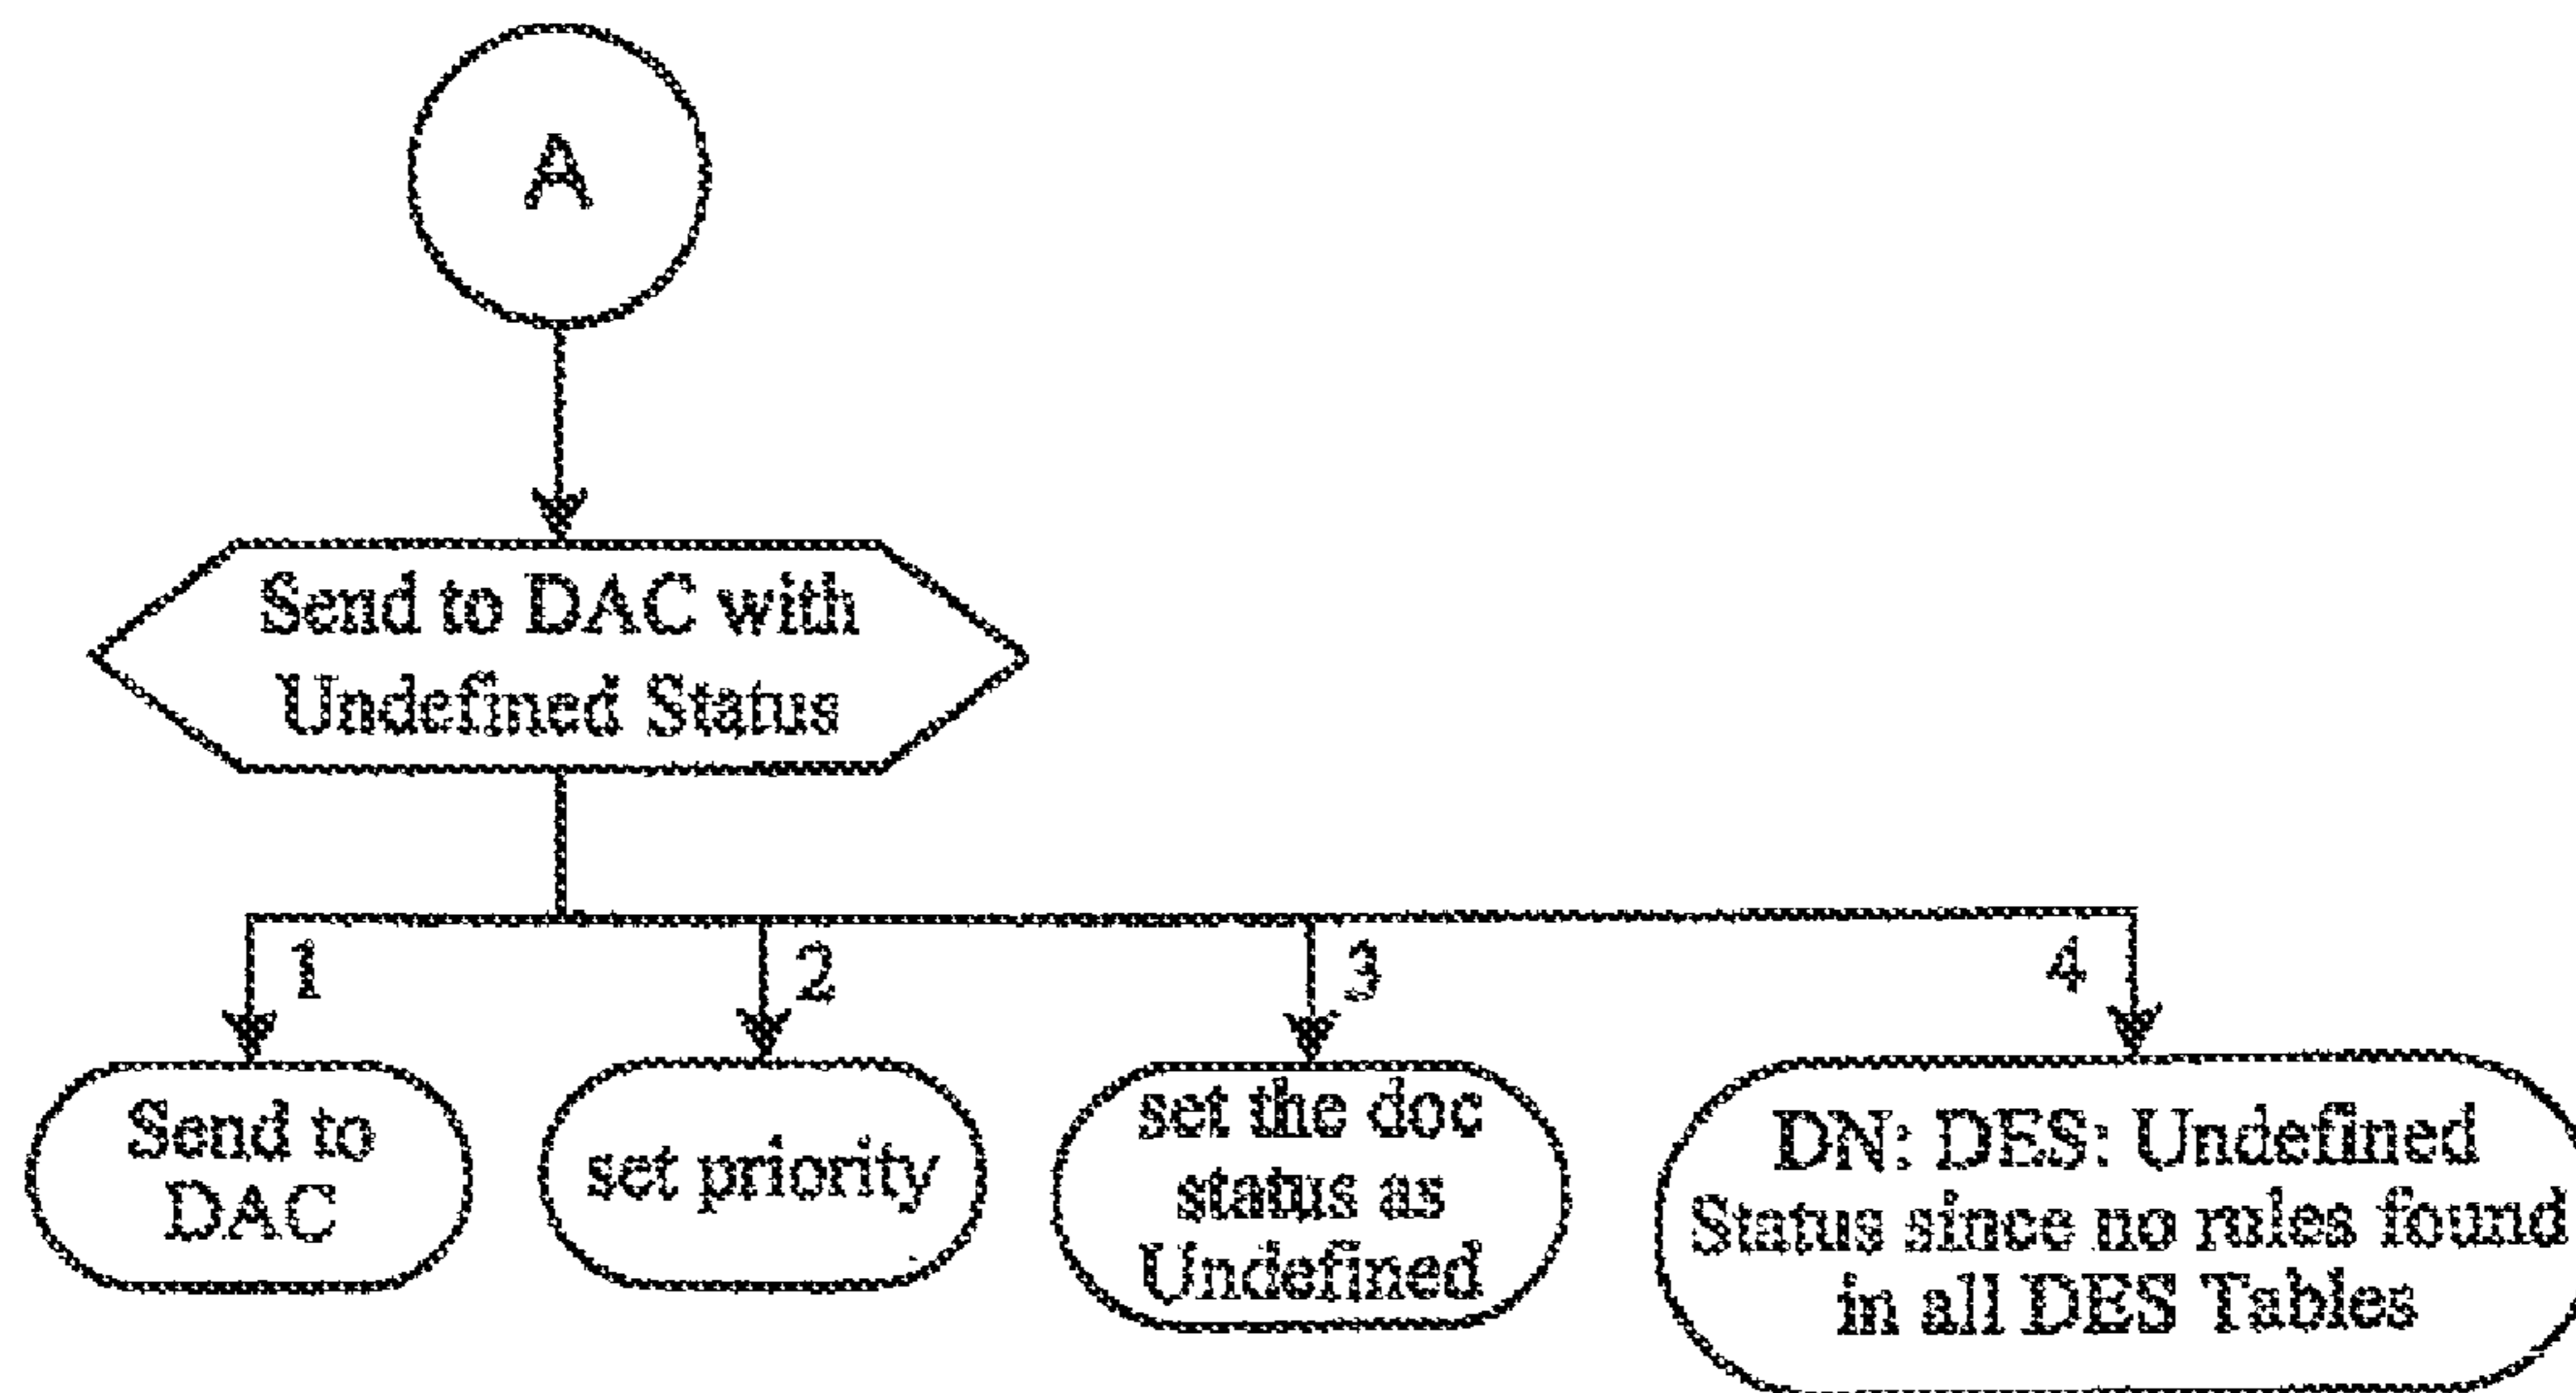 A
Send to DAC with
Undefined Status
1
2
3
4
Send to
DAC
set priority
set the doc
status as
Undefined
DN: DES: Undefined
Status since no rules found
in all DES Tables